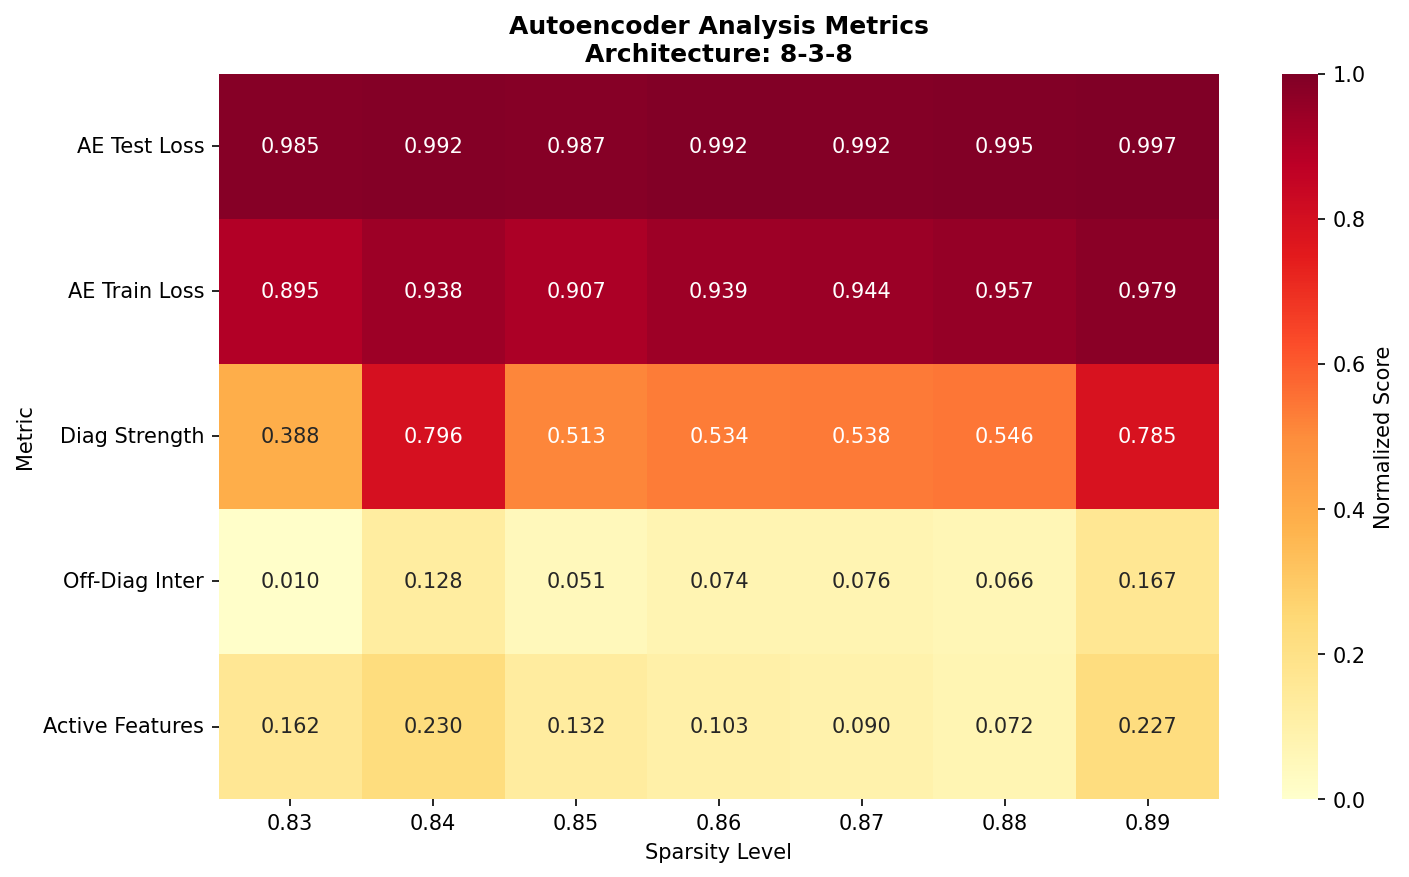 Autoencoder Analysis Metrics
Architecture: 8-3-8
Metric
AE Test Loss 0.985 0.992 0.987 0.992 0.992 0.995 0.997
AE Train Loss 0.895 0.938 0.907 0.939 0.944 0.957 0.979
Diag Strength 0.388 0.796 0.513 0.534 0.538 0.546 0.785
Off-Diag Inter 0.010 0.128 0.051 0.074 0.076 0.066 0.167
Active Features 0.162 0.230 0.132 0.103 0.090 0.072 0.227
0.83 0.84 0.85 0.86 0.87 0.88 0.89
Sparsity Level
1.0
0.8
0.6
0.4
0.2
0.0
Normalized Score